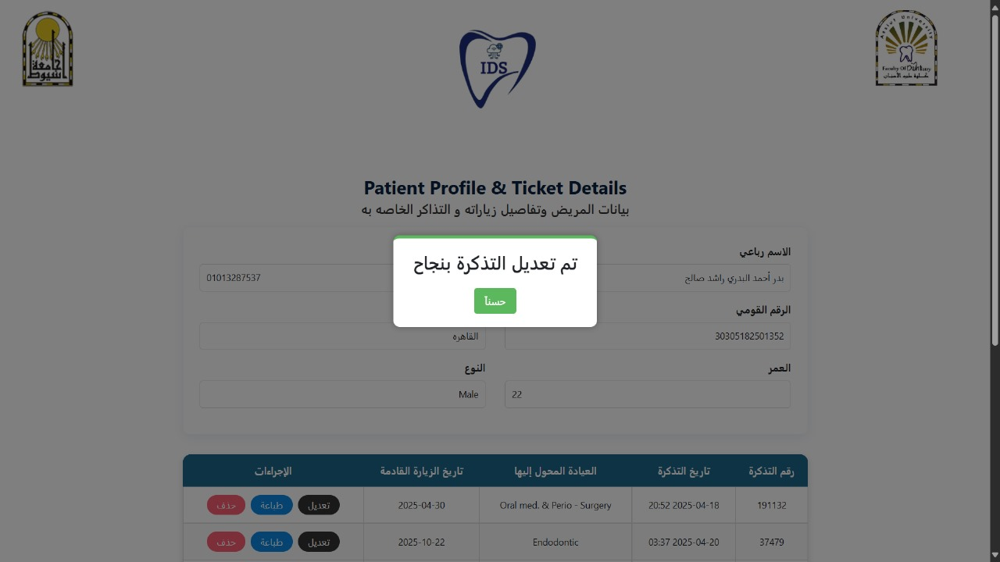 جامعة
أسيوط
IDS
Assiut University
Faculty Of Dentistry
كلية طب الأسنان
Patient Profile & Ticket Details
بيانات المريض وتفاصيل زياراته و التذاكر الخاصه به
تم تعديل التذكرة بنجاح
حسناً
الاسم رباعي
بدر أحمد البدري راشد صالح
01013287537
الرقم القومي
30305182501352
القاهره
العمر
النوع
22
Male
رقم التذكرة تاريخ التذكرة العيادة المحول إليها تاريخ الزيارة القادمة الإجراءات
191132 2025-04-18 20:52 Oral med. & Perio - Surgery 2025-04-30 تعديل طباعة حذف
37479 2025-04-20 03:37 Endodontic 2025-10-22 تعديل طباعة حذف